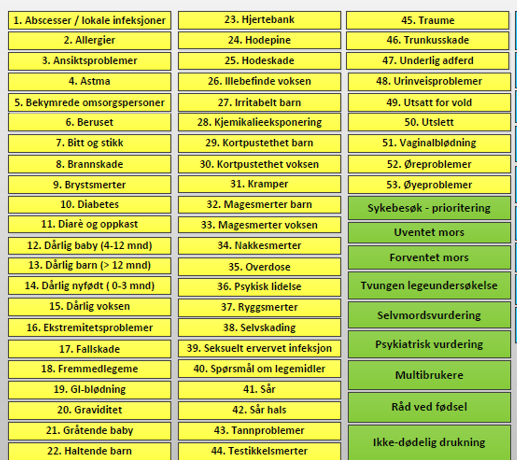 1. Abscesser / lokale infeksjoner
2. Allergier
3. Ansiktsproblemer
4. Astma
5. Bekymrede omsorgspersoner
6. Beruset
7. Bitt og stikk
8. Brannskade
9. Brystsmerter
10. Diabetes
11. Diarè og oppkast
12. Dårlig baby (4-12 mnd)
13. Dårlig barn (> 12 mnd)
14. Dårlig nyfødt ( 0-3 mnd)
15. Dårlig voksen
16. Ekstremitetsproblemer
17. Fallskade
18. Fremmedlegeme
19. GI-blødning
20. Graviditet
21. Gråtende baby
22. Haltende barn
23. Hjertebank
24. Hodepine
25. Hodeskade
26. Illebefinde voksen
27. Irritabelt barn
28. Kjemikalieeksponering
29. Kortpustethet barn
30. Kortpustethet voksen
31. Kramper
32. Magesmerter barn
33. Magesmerter voksen
34. Nakkesmerter
35. Overdose
36. Psykisk lidelse
37. Ryggsmerter
38. Selvskading
39. Seksuelt ervervet infeksjon
40. Spørsmål om legemidler
41. Sår
42. Sår hals
43. Tannproblemer
44. Testikkelsmerter
45. Traume
46. Trunkusskade
47. Underlig adferd
48. Urinveisproblemer
49. Utsatt for vold
50. Utslett
51. Vaginalblødning
52. Øreproblemer
53. Øyeproblemer
Sykebesøk - prioritering
Uventet mors
Forventet mors
Tvungen legeundersøkelse
Selvmordsvurdering
Psykiatrisk vurdering
Multibrukere
Råd ved fødsel
Ikke-dødelig drukning